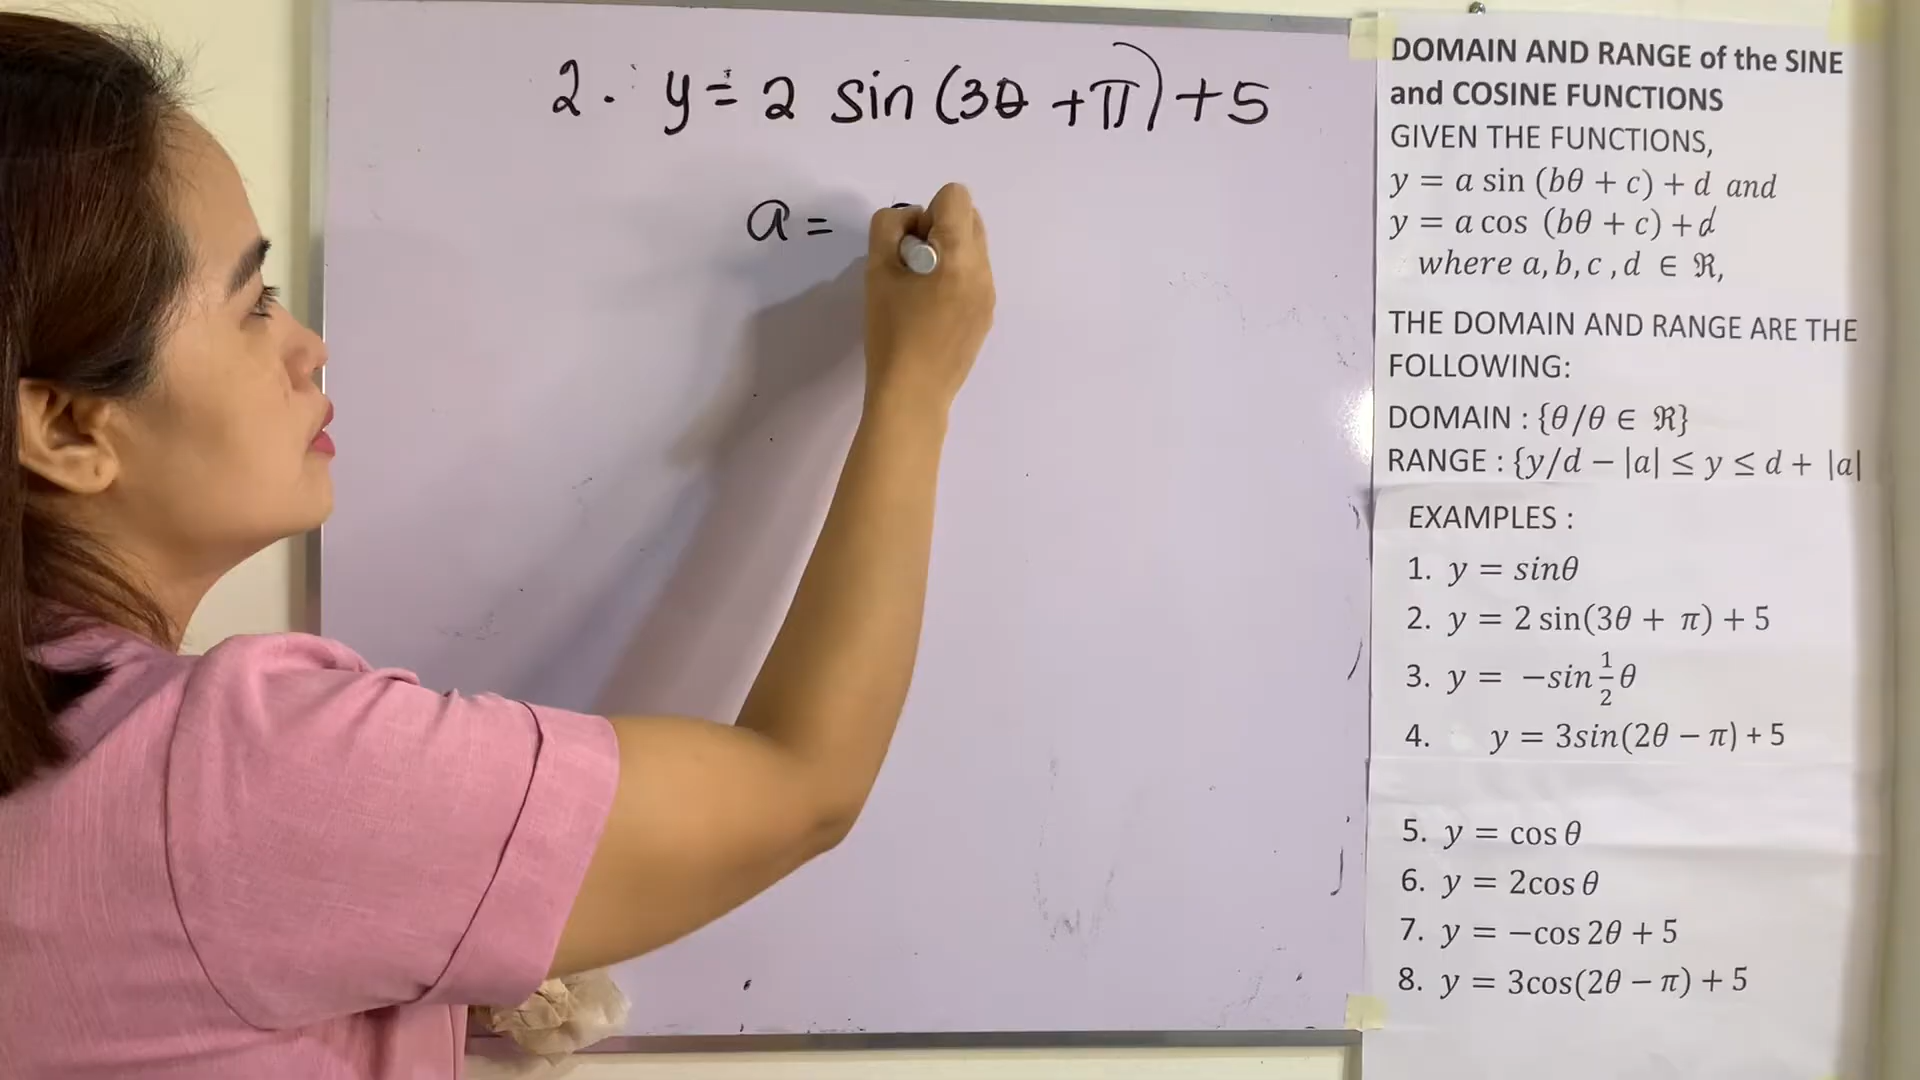 2. y = 2 sin (3θ + π) + 5
a =
DOMAIN AND RANGE of the SINE
and COSINE FUNCTIONS
GIVEN THE FUNCTIONS,
y = a sin (bθ + c) + d and
y = a cos (bθ + c) + d
where a, b, c , d ∈ ℜ,
THE DOMAIN AND RANGE ARE THE
FOLLOWING:
DOMAIN : {θ/θ ∈ ℜ}
RANGE : {y/d − |a| ≤ y ≤ d + |a|
EXAMPLES :
1. y = sinθ
2. y = 2 sin(3θ + π) + 5
3. y = −sin 1/2 θ
4. y = 3sin(2θ − π) + 5
5. y = cos θ
6. y = 2cos θ
7. y = −cos 2θ + 5
8. y = 3cos(2θ − π) + 5